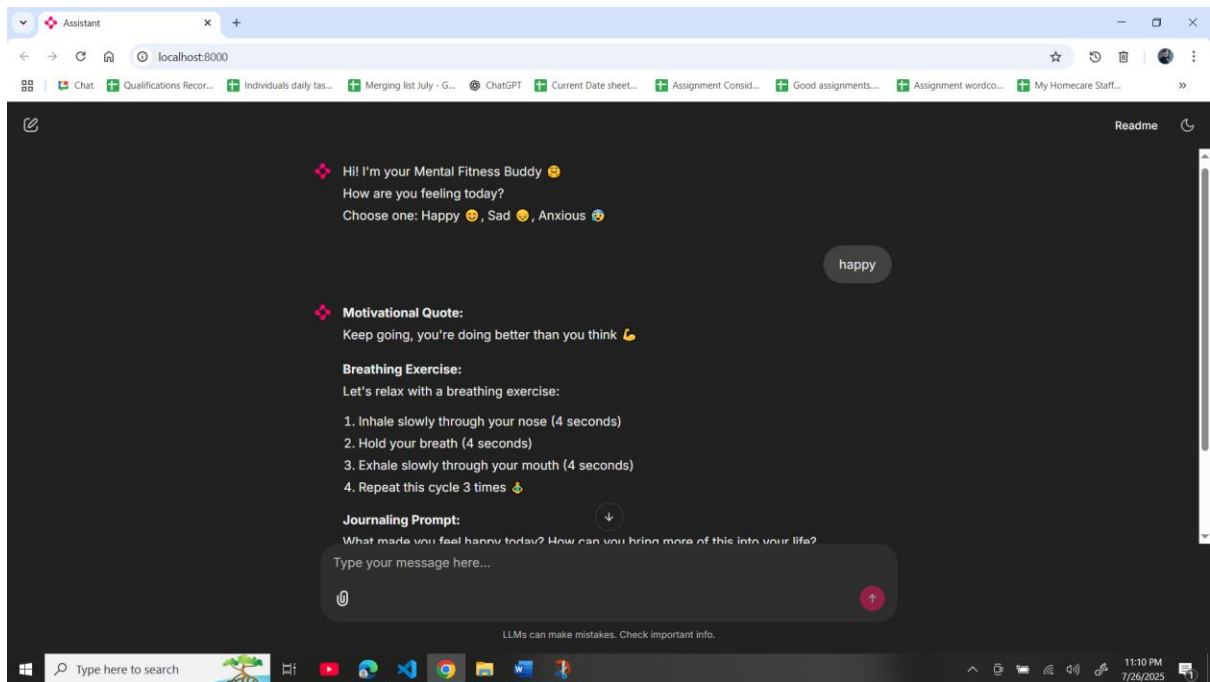 Assistant
localhost:8000
Chat
Qualifications Recor...
Individuals daily tas...
Merging list July - G...
ChatGPT
Current Date sheet...
Assignment Consid...
Good assignments....
Assignment wordco...
My Homecare Staff...
Readme
Hi! I'm your Mental Fitness Buddy 🤗
How are you feeling today?
Choose one: Happy 😊, Sad 😞, Anxious 😰
happy
Motivational Quote:
Keep going, you're doing better than you think 💪
Breathing Exercise:
Let's relax with a breathing exercise:
1. Inhale slowly through your nose (4 seconds)
2. Hold your breath (4 seconds)
3. Exhale slowly through your mouth (4 seconds)
4. Repeat this cycle 3 times 🧘
Journaling Prompt:
What made you feel happy today? How can you bring more of this into your life?
Type your message here...
LLMs can make mistakes. Check important info.
Type here to search
11:10 PM
7/26/2025